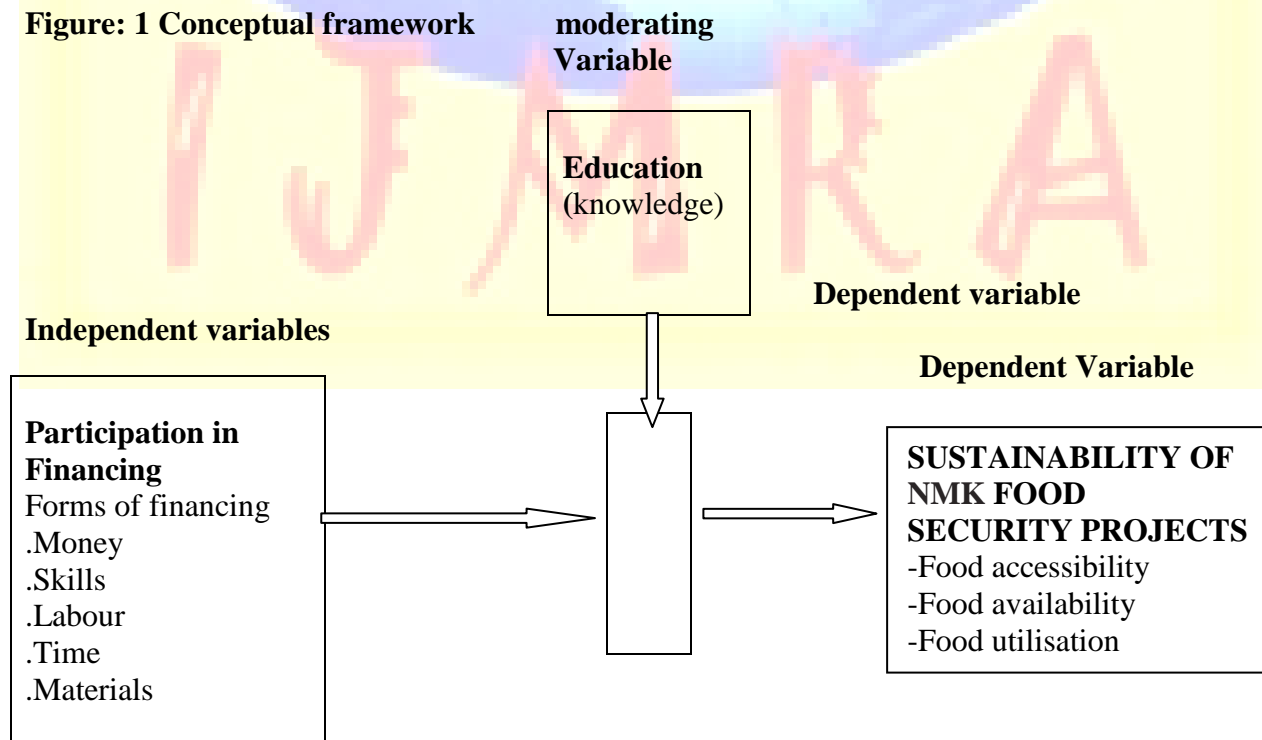 Figure: 1 Conceptual framework moderating
Variable
IJMRA
Education
(knowledge)
Dependent variable
Independent variables
Dependent Variable
Participation in
Financing
Forms of financing
.Money
.Skills
.Labour
.Time
.Materials
SUSTAINABILITY OF
NMK FOOD
SECURITY PROJECTS
-Food accessibility
-Food availability
-Food utilisation